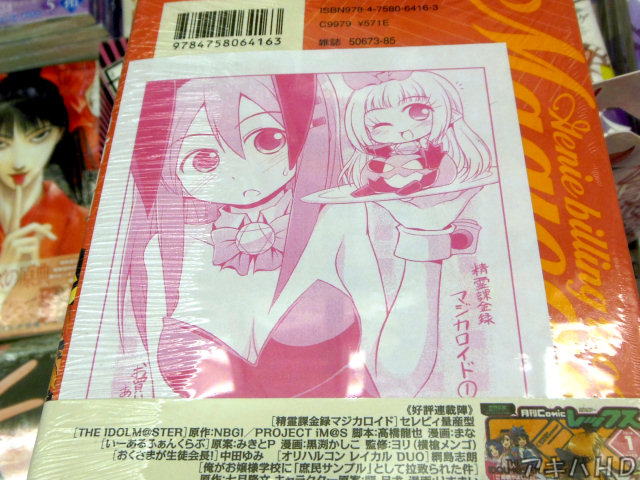 ISBN978-4-7580-6416-3
C9979 ¥571E
雑誌 50673-85
9784758064163
Genie billing
精霊課金録
マジカロイド①
《好評連載陣》
[精霊課金録マジカロイド]セレビィ量産型
[THE IDOLM@STER]原作:NBGI/PROJECT iM@S 脚本:高橋龍也 漫画:まな
[いーあるふぁんくらぶ]原案:みきとP 漫画:黒渕かしこ 監修:ヨリ(横槍メンゴ)
[おくさまが生徒会長!]中田ゆみ [オリハルコン レイカル DUO]綱島志朗
[俺がお嬢様学校に「庶民サンプル」として拉致られた件]
月刊Comic
レックス
1
アキバHD